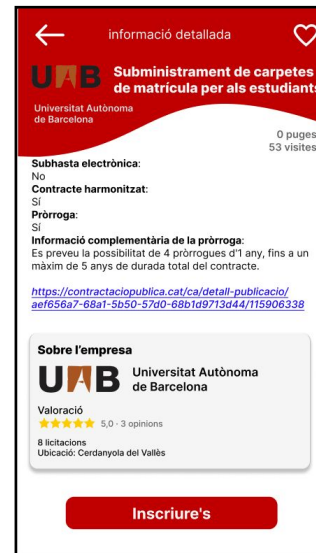 informació detallada
UAB
Universitat Autònoma
de Barcelona
Subministrament de carpetes
de matrícula per als estudiants
0 puges
53 visites
Subhasta electrònica:
No
Contracte harmonitzat:
Sí
Pròrroga:
Sí
Informació complementària de la pròrroga:
Es preveu la possibilitat de 4 pròrrogues d'1 any, fins a un
màxim de 5 anys de durada total del contracte.
https://contractaciopublica.cat/ca/detall-publicacio/
aef656a7-68a1-5b50-57d0-68b1d9713d44/115906338
Sobre l'empresa
UAB
Universitat Autònoma
de Barcelona
Valoració
5,0 · 3 opinions
8 licitacions
Ubicació: Cerdanyola del Vallès
Inscriure's